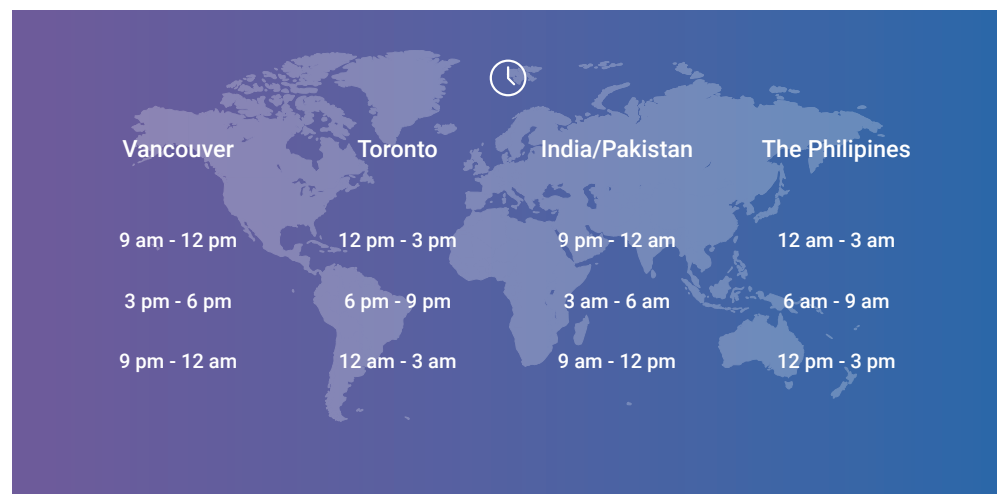 Vancouver Toronto India/Pakistan The Philipines
9 am - 12 pm 12 pm - 3 pm 9 pm - 12 am 12 am - 3 am
3 pm - 6 pm 6 pm - 9 pm 3 am - 6 am 6 am - 9 am
9 pm - 12 am 12 am - 3 am 9 am - 12 pm 12 pm - 3 pm